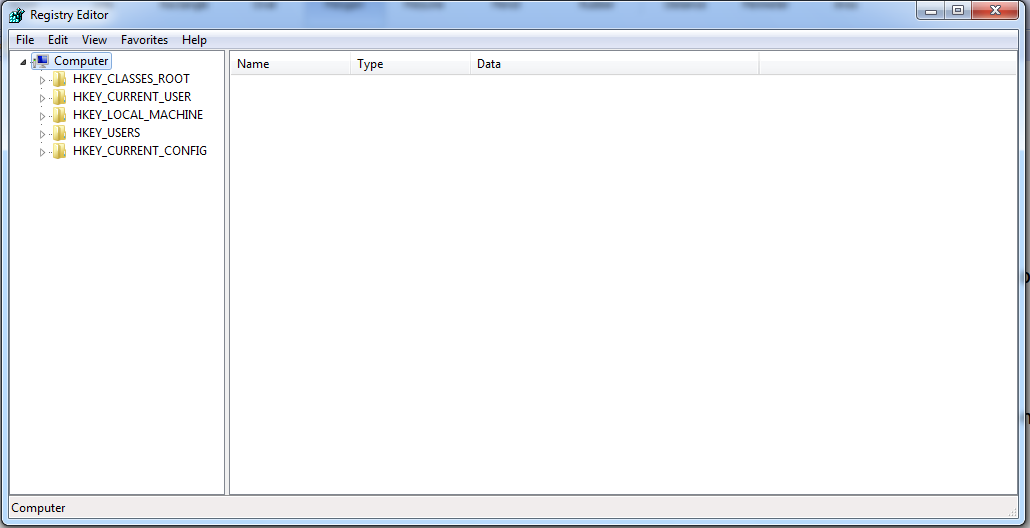 Registry Editor
File Edit View Favorites Help
Computer
HKEY_CLASSES_ROOT
HKEY_CURRENT_USER
HKEY_LOCAL_MACHINE
HKEY_USERS
HKEY_CURRENT_CONFIG
Name Type Data
Computer